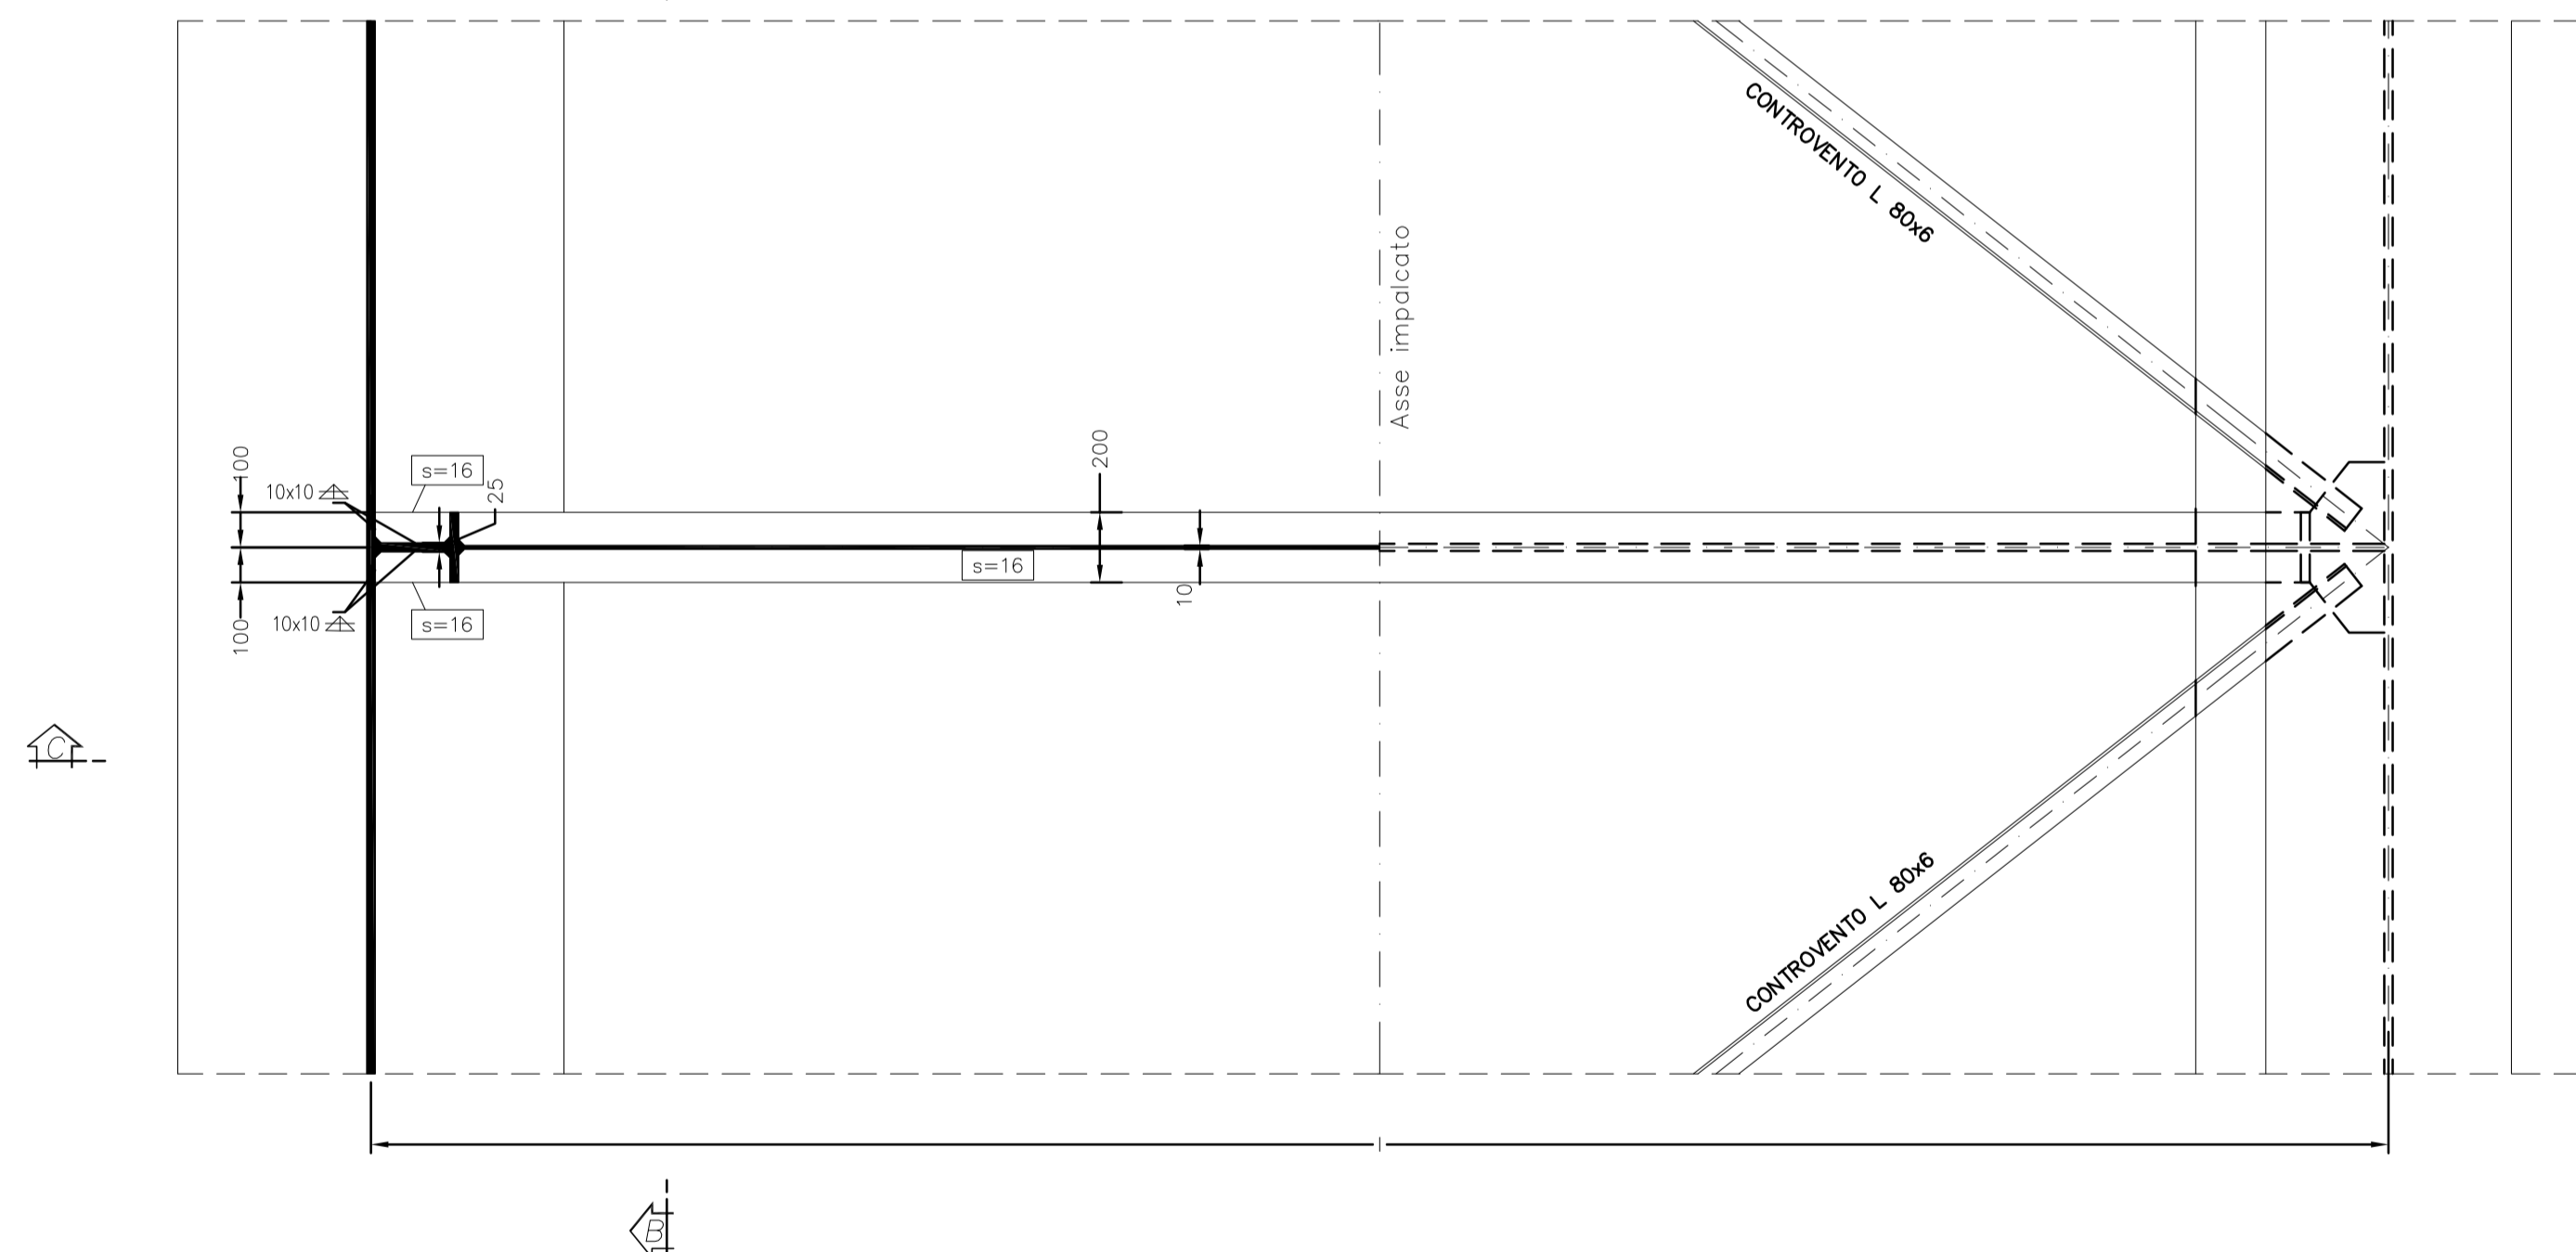 CONTROVENTO L 80x6
Asse impalcato
100
s=16
10x10
25
200
s=16
10
10x10
s=16
100
C
CONTROVENTO L 80x6
B